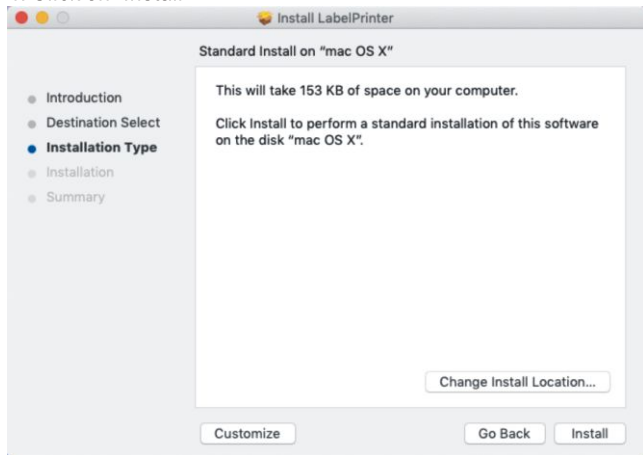 Install LabelPrinter
Standard Install on “mac OS X”
Introduction
Destination Select
Installation Type
Installation
Summary
This will take 153 KB of space on your computer.
Click Install to perform a standard installation of this software
on the disk “mac OS X”.
Change Install Location...
Customize
Go Back
Install